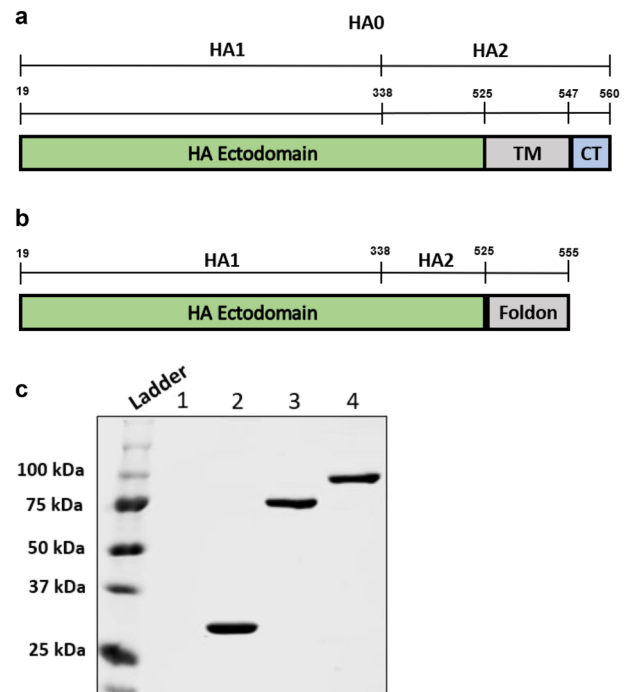 a
HA0
HA1 HA2
19 338 525 547 560
HA Ectodomain TM CT
b
19 HA1 338 HA2 525 555
HA Ectodomain Foldon
c
Ladder 1 2 3 4
100 kDa
75 kDa
50 kDa
37 kDa
25 kDa